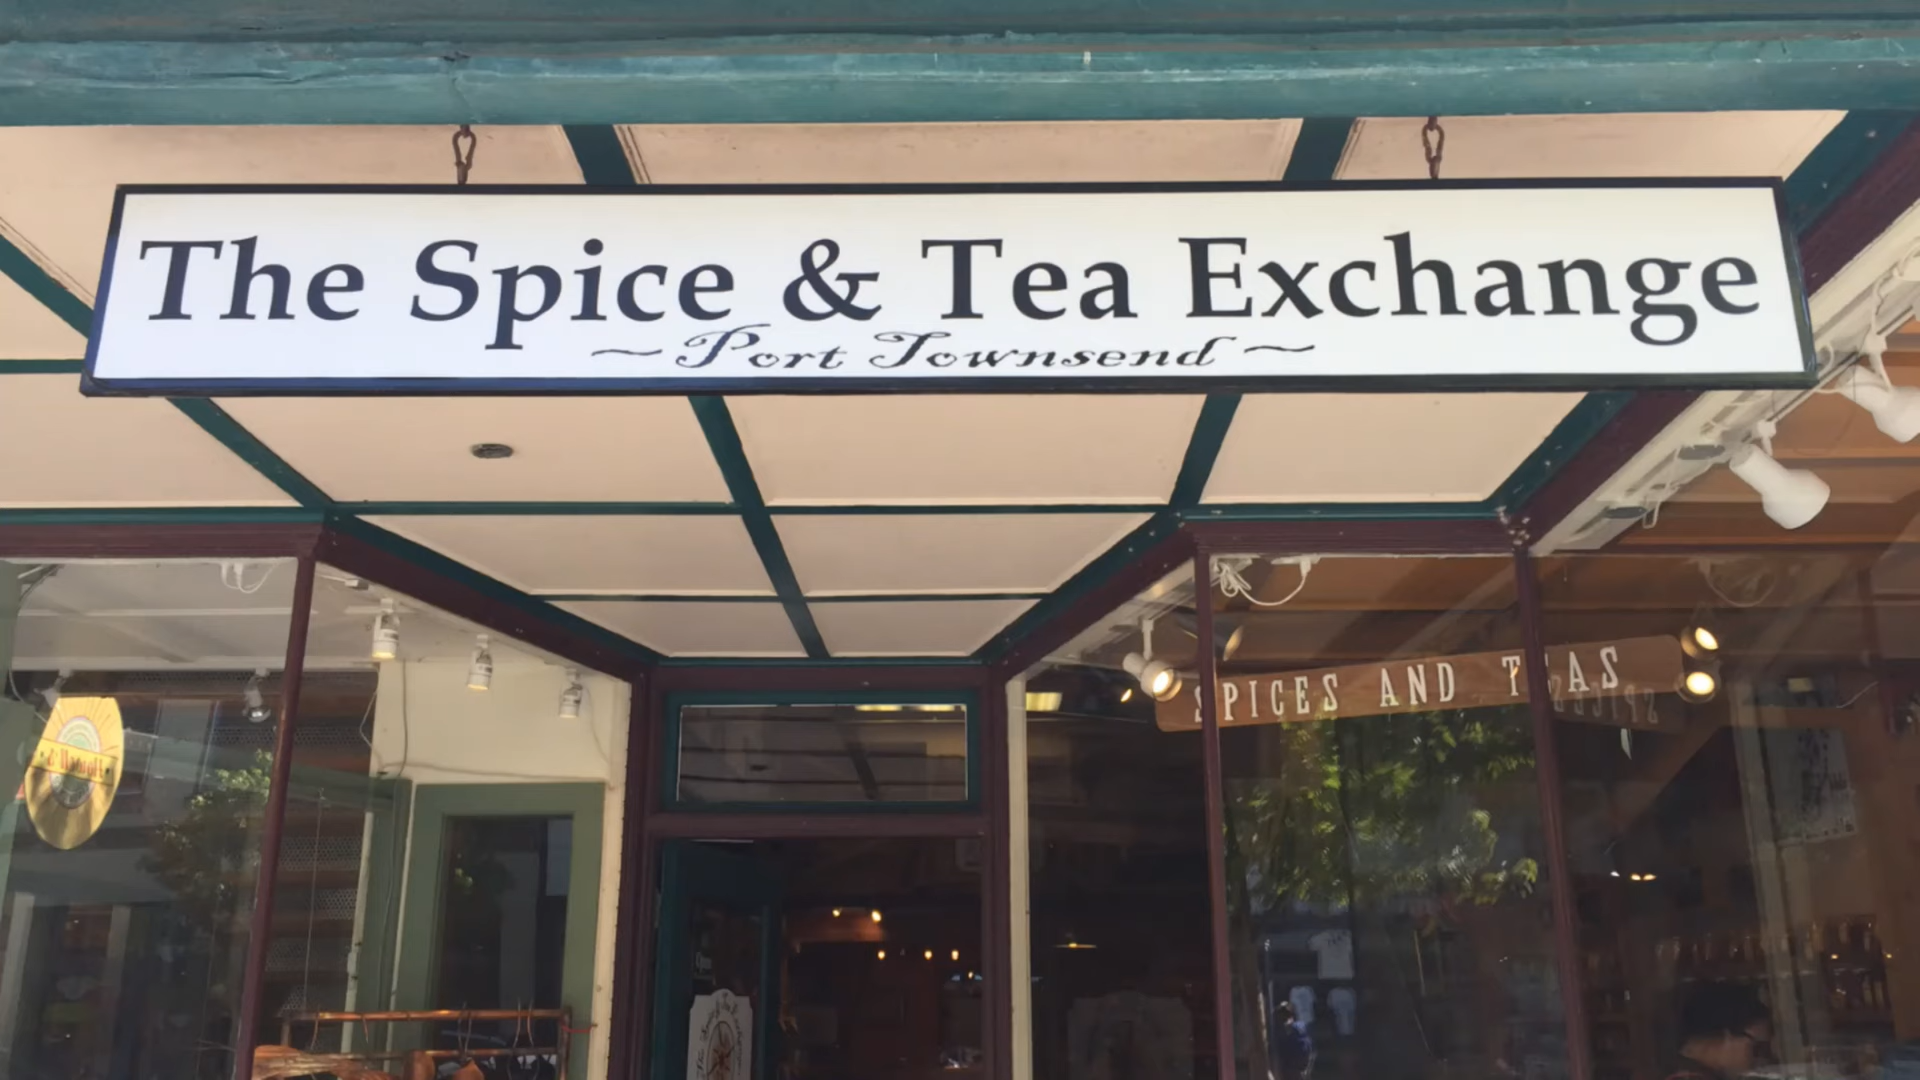 The Spice & Tea Exchange
~Port Townsend~
SPICES AND TEAS